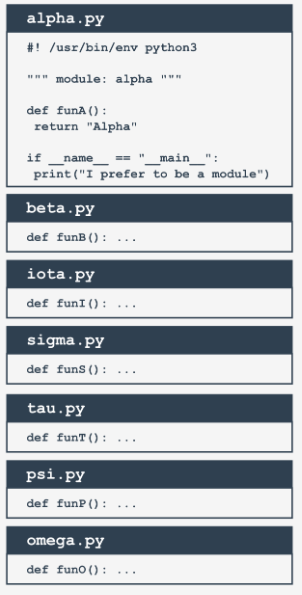 alpha.py
#! /usr/bin/env python3
""" module: alpha """
def funA():
return "Alpha"
if __name__ == "__main__":
print("I prefer to be a module")
beta.py
def funB(): ...
iota.py
def funI(): ...
sigma.py
def funS(): ...
tau.py
def funT(): ...
psi.py
def funP(): ...
omega.py
def funO(): ...